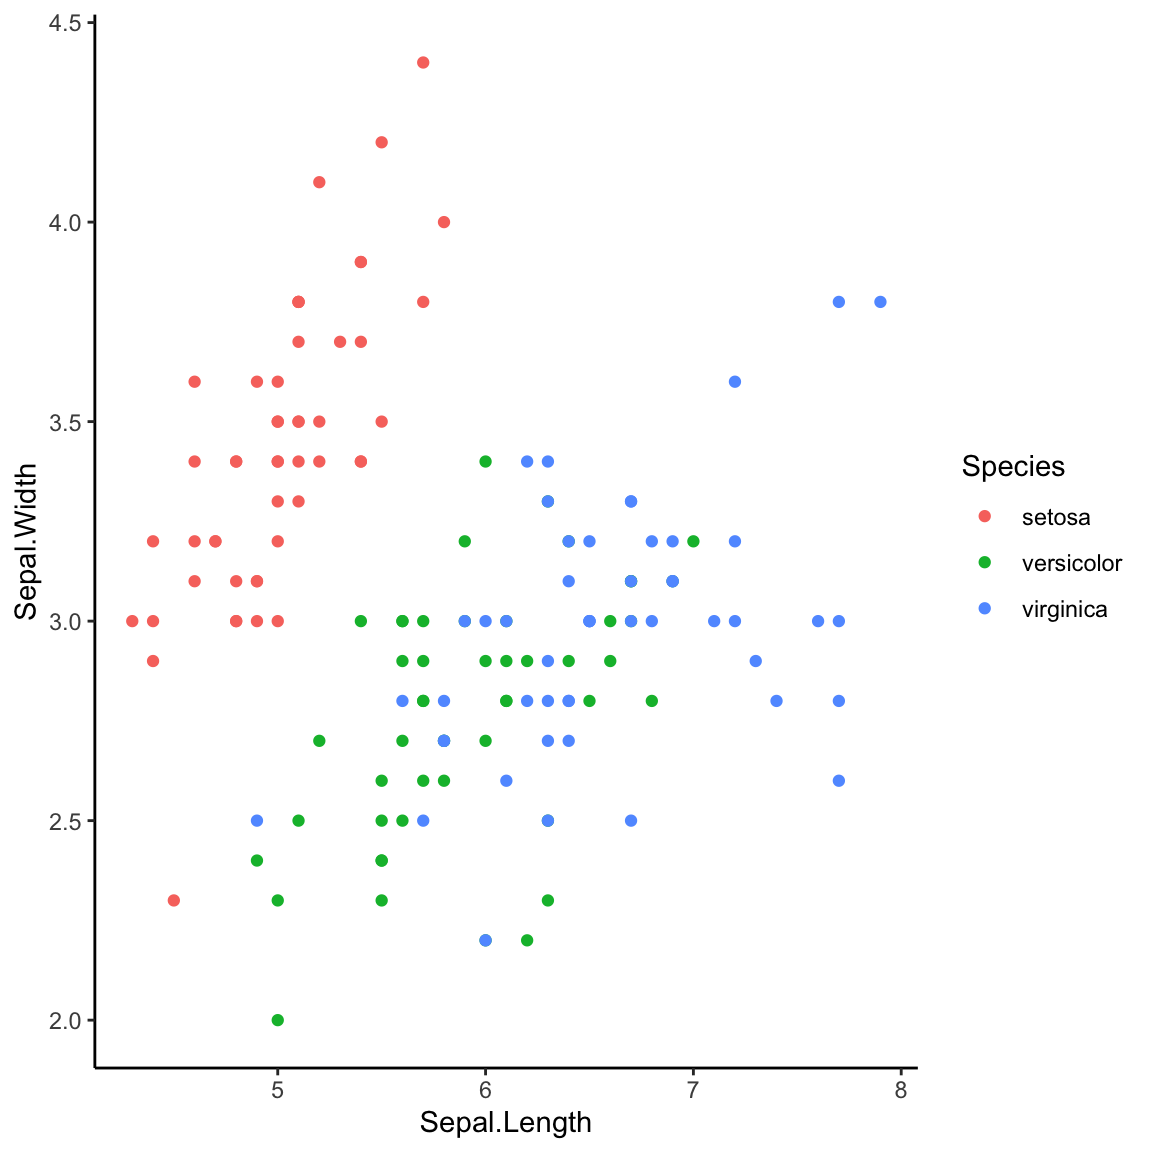 4.5
4.0
3.5
3.0
2.5
2.0
Sepal.Width
5 6 7 8
Sepal.Length
Species
setosa
versicolor
virginica